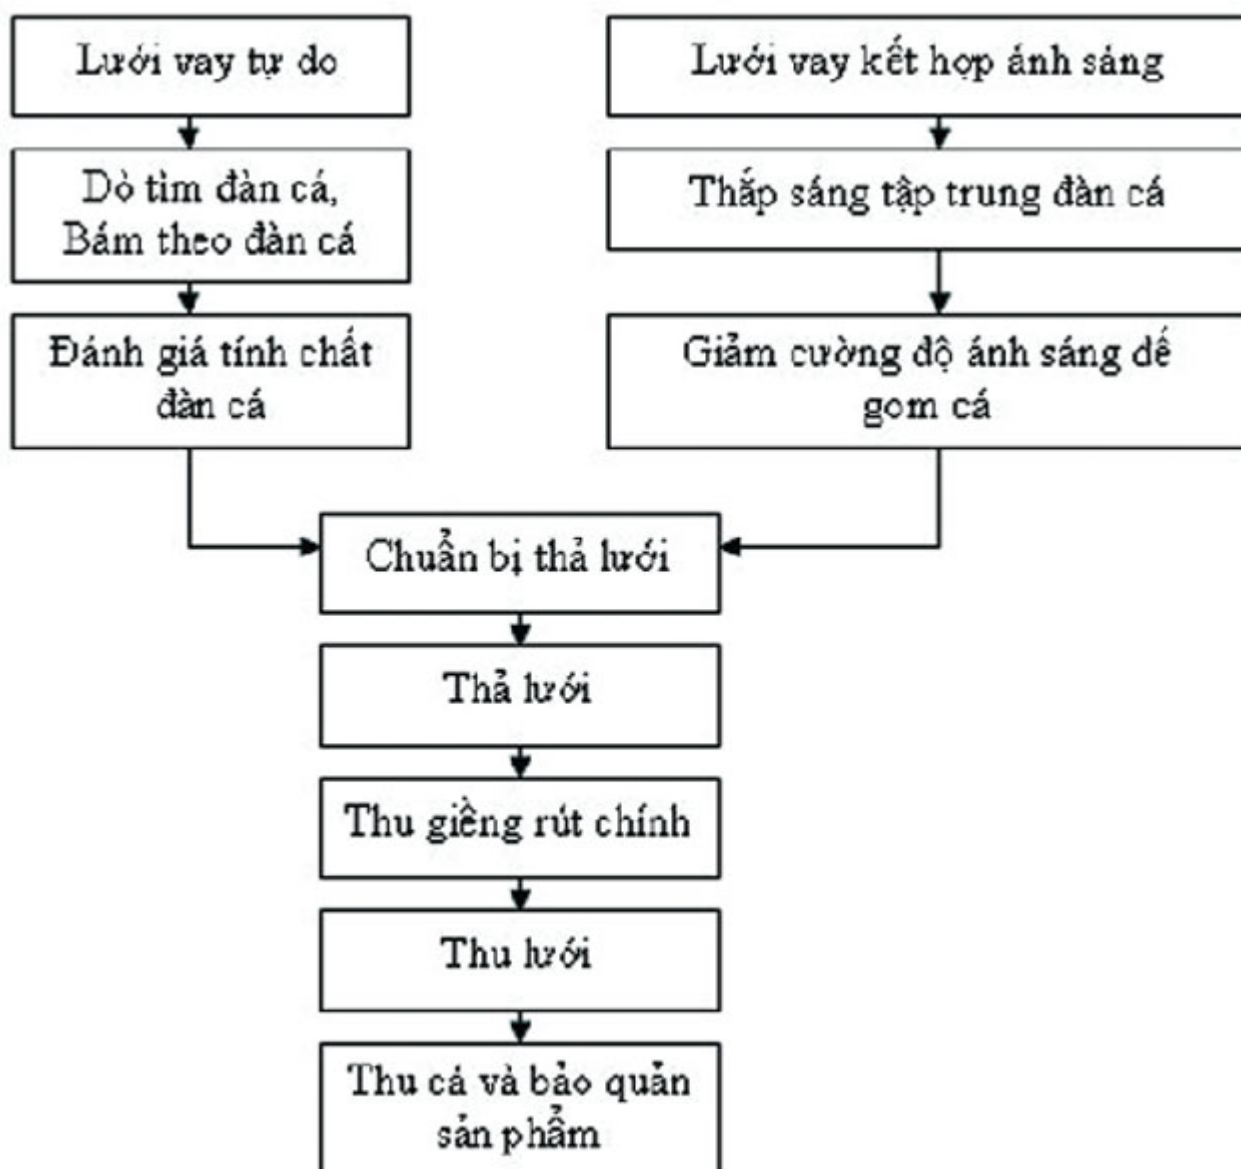 Lưới vay tự do
Lưới vay kết họp ánh sáng
Dò tìm đàn cá,
Bám theo đàn cá
Thắp sáng tập trung đàn cá
Đánh giá tính chất
đàn cá
Giảm cường độ ánh sáng dể
gom cá
Chuẩn bị thả lưới
Thả lưới
Thu giềng rút chính
Thu lưới
Thu cá và bảo quản
sản phẩm